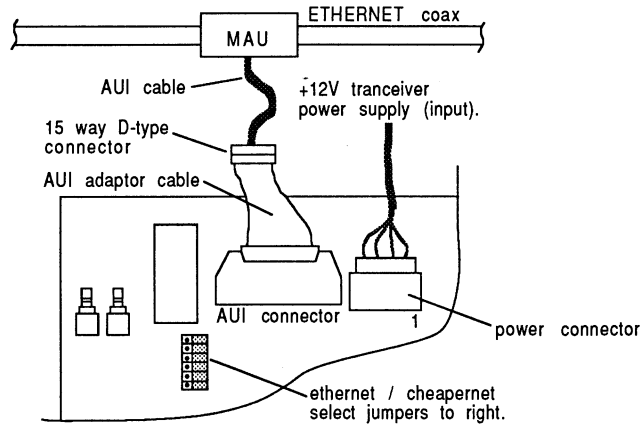 ETHERNET coax
MAU
AUI cable
+12V tranceiver
power supply (input).
15 way D-type
connector
AUI adaptor cable
AUI connector
1
power connector
ethernet / cheapernet
select jumpers to right.